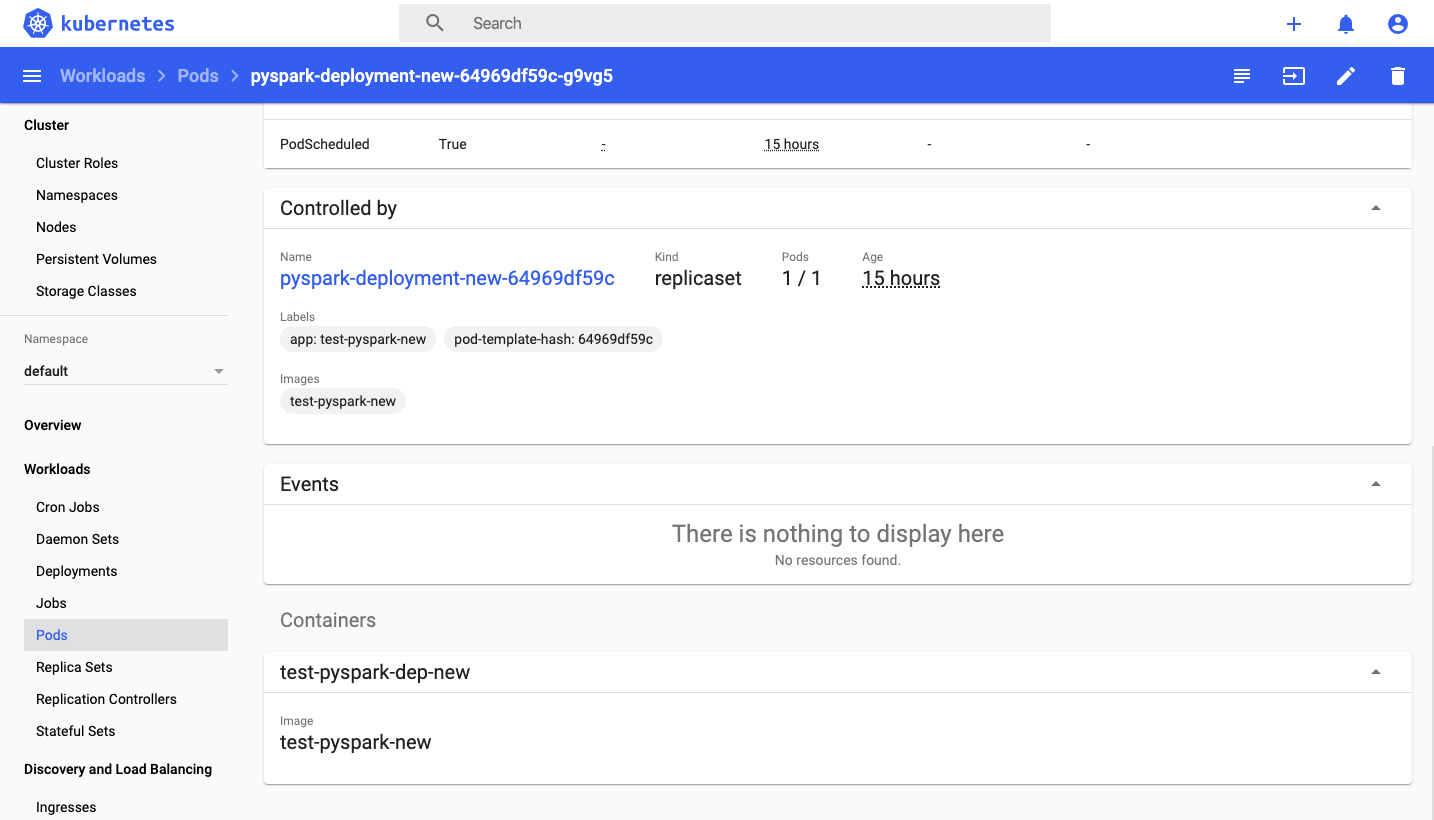 kubernetes
Search
Workloads > Pods > pyspark-deployment-new-64969df59c-g9vg5
Cluster
Cluster Roles
Namespaces
Nodes
Persistent Volumes
Storage Classes
Namespace
default
Overview
Workloads
Cron Jobs
Daemon Sets
Deployments
Jobs
Pods
Replica Sets
Replication Controllers
Stateful Sets
Discovery and Load Balancing
Ingresses
PodScheduled True - 15 hours - -
Controlled by
Name Kind Pods Age
pyspark-deployment-new-64969df59c replicaset 1 / 1 15 hours
Labels
app: test-pyspark-new pod-template-hash: 64969df59c
Images
test-pyspark-new
Events
There is nothing to display here
No resources found.
Containers
test-pyspark-dep-new
Image
test-pyspark-new